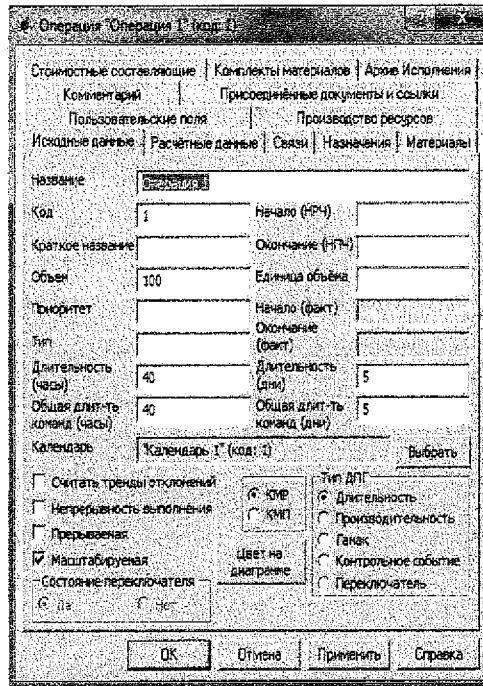 Операция "Операция 1" (код: 1)
Стоимостные составляющие Комплекты материалов Архив Исполнения
Комментарий Присоединённые документы и ссылки
Пользовательские поля Производство ресурсов
Исходные данные Расчётные данные Связи Назначения Материалы
Название Операция 1
Код 1 Начало (НРЧ)
Краткое название Окончание (НПЧ)
Объем 100 Единица объёма
Приоритет Начало (факт)
Тип Окончание (факт)
Длительность (часы) 40 Длительность (дни) 5
Общая длит-ть команд (часы) 40 Общая длит-ть команд (дни) 5
Календарь "Календарь 1" (код: 1) Выбрать
Считать тренды отклонений
Непрерывность выполнения
Прерываемая
Масштабируемая
КМР
КМП
Цвет на диаграмме
Тип ДПГ
Длительность
Производительность
Гамак
Контрольное событие
Переключатель
Состояние переключателя
Да Нет
OK Отмена Применить Справка